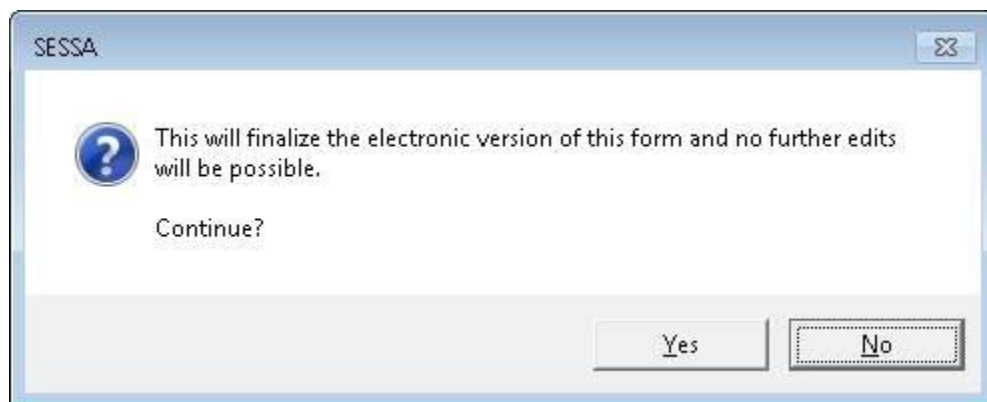 SESSA
This will finalize the electronic version of this form and no further edits
will be possible.
Continue?
Yes
No